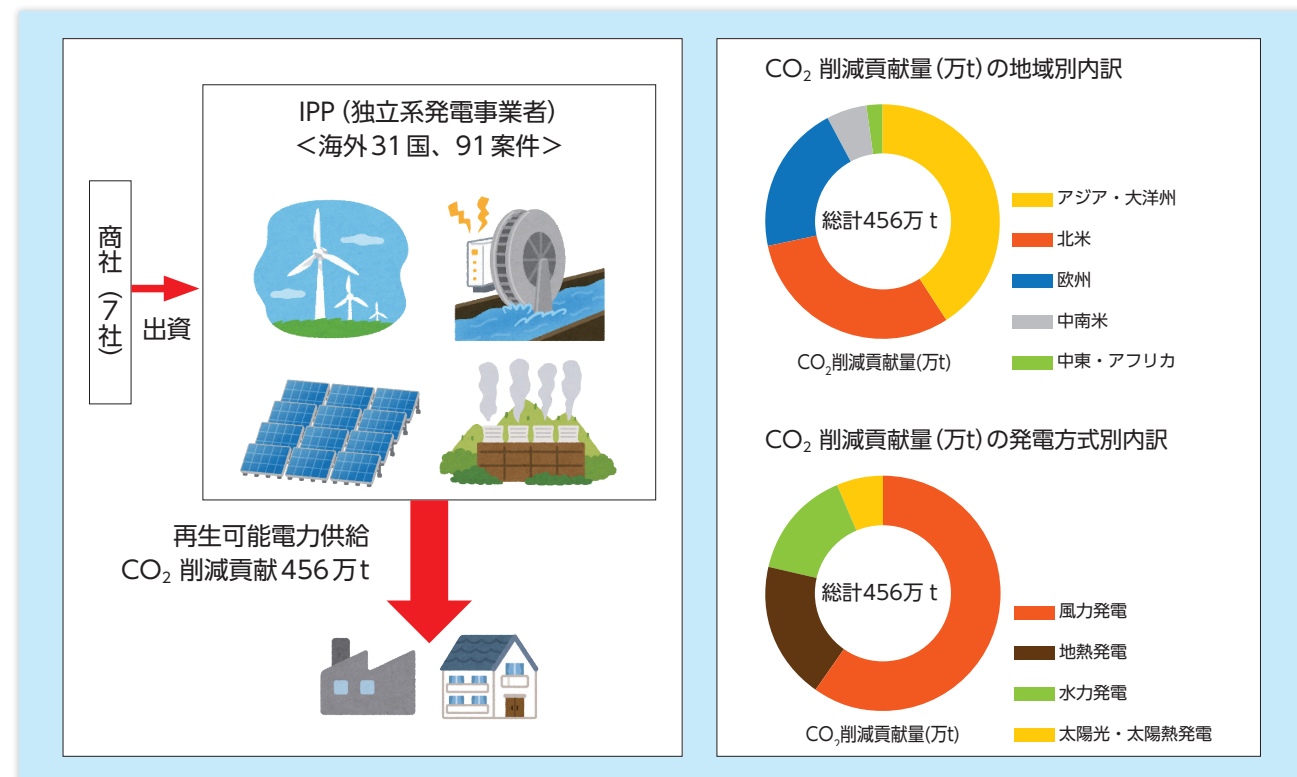 IPP (独立系発電事業者)
＜海外31国、91案件＞
商社（7社）
出資
再生可能電力供給
CO₂ 削減貢献456万t
CO₂ 削減貢献量(万t)の地域別内訳
総計456万 t
アジア・大洋州
北米
欧州
中南米
中東・アフリカ
CO₂削減貢献量(万t)
CO₂ 削減貢献量(万t)の発電方式別内訳
総計456万 t
風力発電
地熱発電
水力発電
太陽光・太陽熱発電
CO₂削減貢献量(万t)